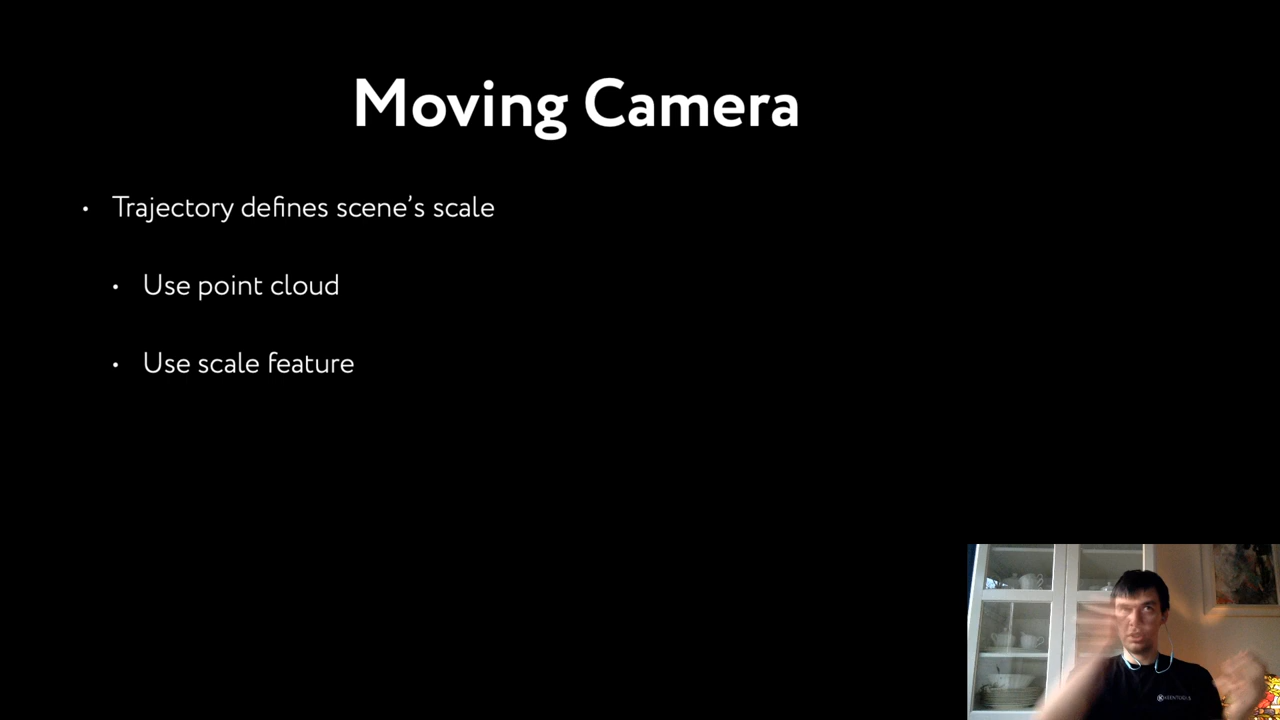 Moving Camera
• Trajectory defines scene’s scale
• Use point cloud
• Use scale feature